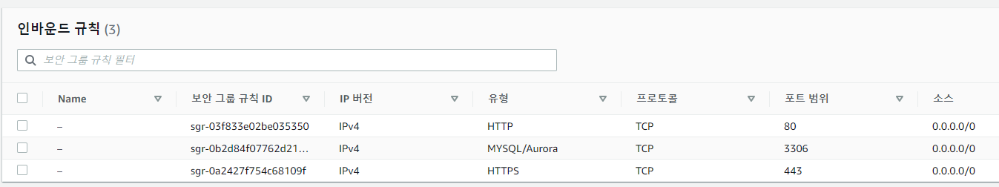 인바운드 규칙 (3)
보안 그룹 규칙 필터
Name 보안 그룹 규칙 ID IP 버전 유형 프로토콜 포트 범위 소스
– sgr-03f833e02be035350 IPv4 HTTP TCP 80 0.0.0.0/0
– sgr-0b2d84f07762d21... IPv4 MYSQL/Aurora TCP 3306 0.0.0.0/0
– sgr-0a2427f754c68109f IPv4 HTTPS TCP 443 0.0.0.0/0